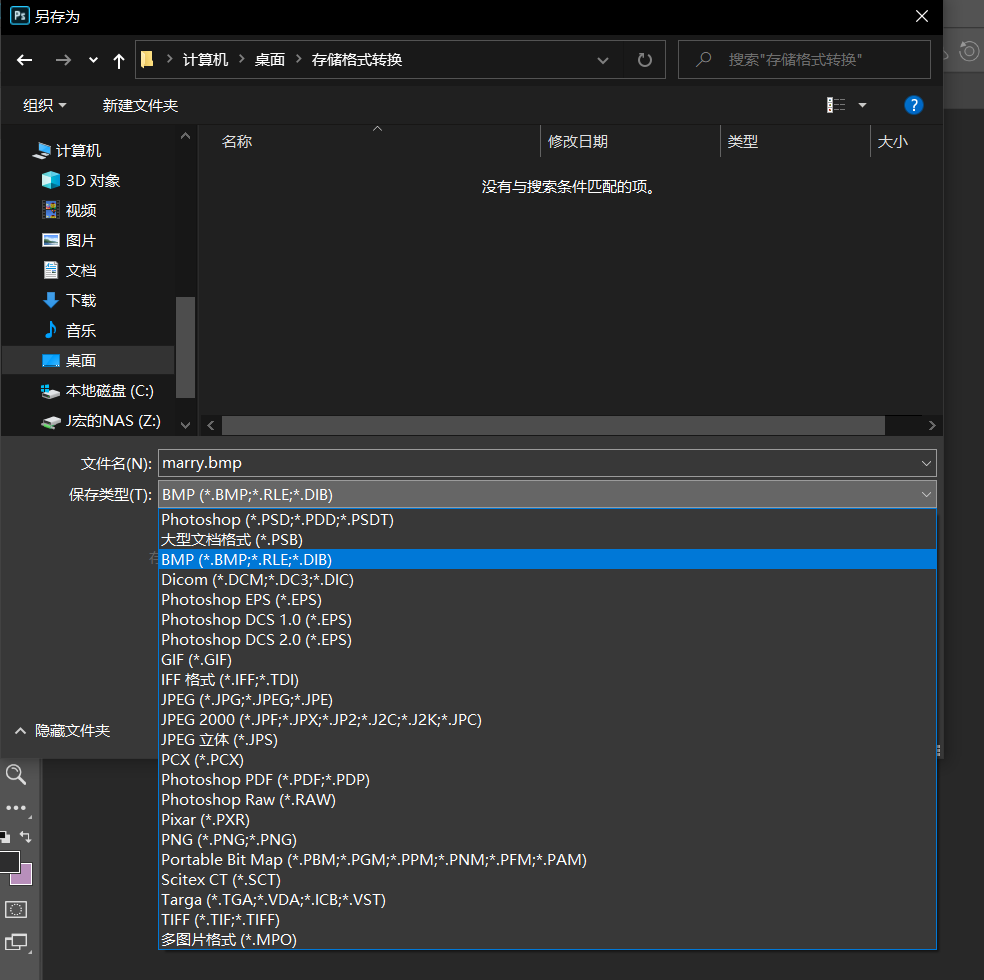 Ps 另存为
计算机 桌面 存储格式转换 搜索"存储格式转换"
组织 新建文件夹 ?
名称 修改日期 类型 大小
没有与搜索条件匹配的项。
计算机
3D 对象
视频
图片
文档
下载
音乐
桌面
本地磁盘 (C:)
J宏的NAS (Z:)
文件名(N): marry.bmp
保存类型(T): BMP (*.BMP;*.RLE;*.DIB)
Photoshop (*.PSD;*.PDD;*.PSDT)
大型文档格式 (*.PSB)
BMP (*.BMP;*.RLE;*.DIB)
Dicom (*.DCM;*.DC3;*.DIC)
Photoshop EPS (*.EPS)
Photoshop DCS 1.0 (*.EPS)
Photoshop DCS 2.0 (*.EPS)
GIF (*.GIF)
IFF 格式 (*.IFF;*.TDI)
JPEG (*.JPG;*.JPEG;*.JPE)
JPEG 2000 (*.JPF;*.JPX;*.JP2;*.J2C;*.J2K;*.JPC)
JPEG 立体 (*.JPS)
PCX (*.PCX)
Photoshop PDF (*.PDF;*.PDP)
Photoshop Raw (*.RAW)
Pixar (*.PXR)
PNG (*.PNG;*.PNG)
Portable Bit Map (*.PBM;*.PGM;*.PPM;*.PNM;*.PFM;*.PAM)
Scitex CT (*.SCT)
Targa (*.TGA;*.VDA;*.ICB;*.VST)
TIFF (*.TIF;*.TIFF)
多图片格式 (*.MPO)
隐藏文件夹